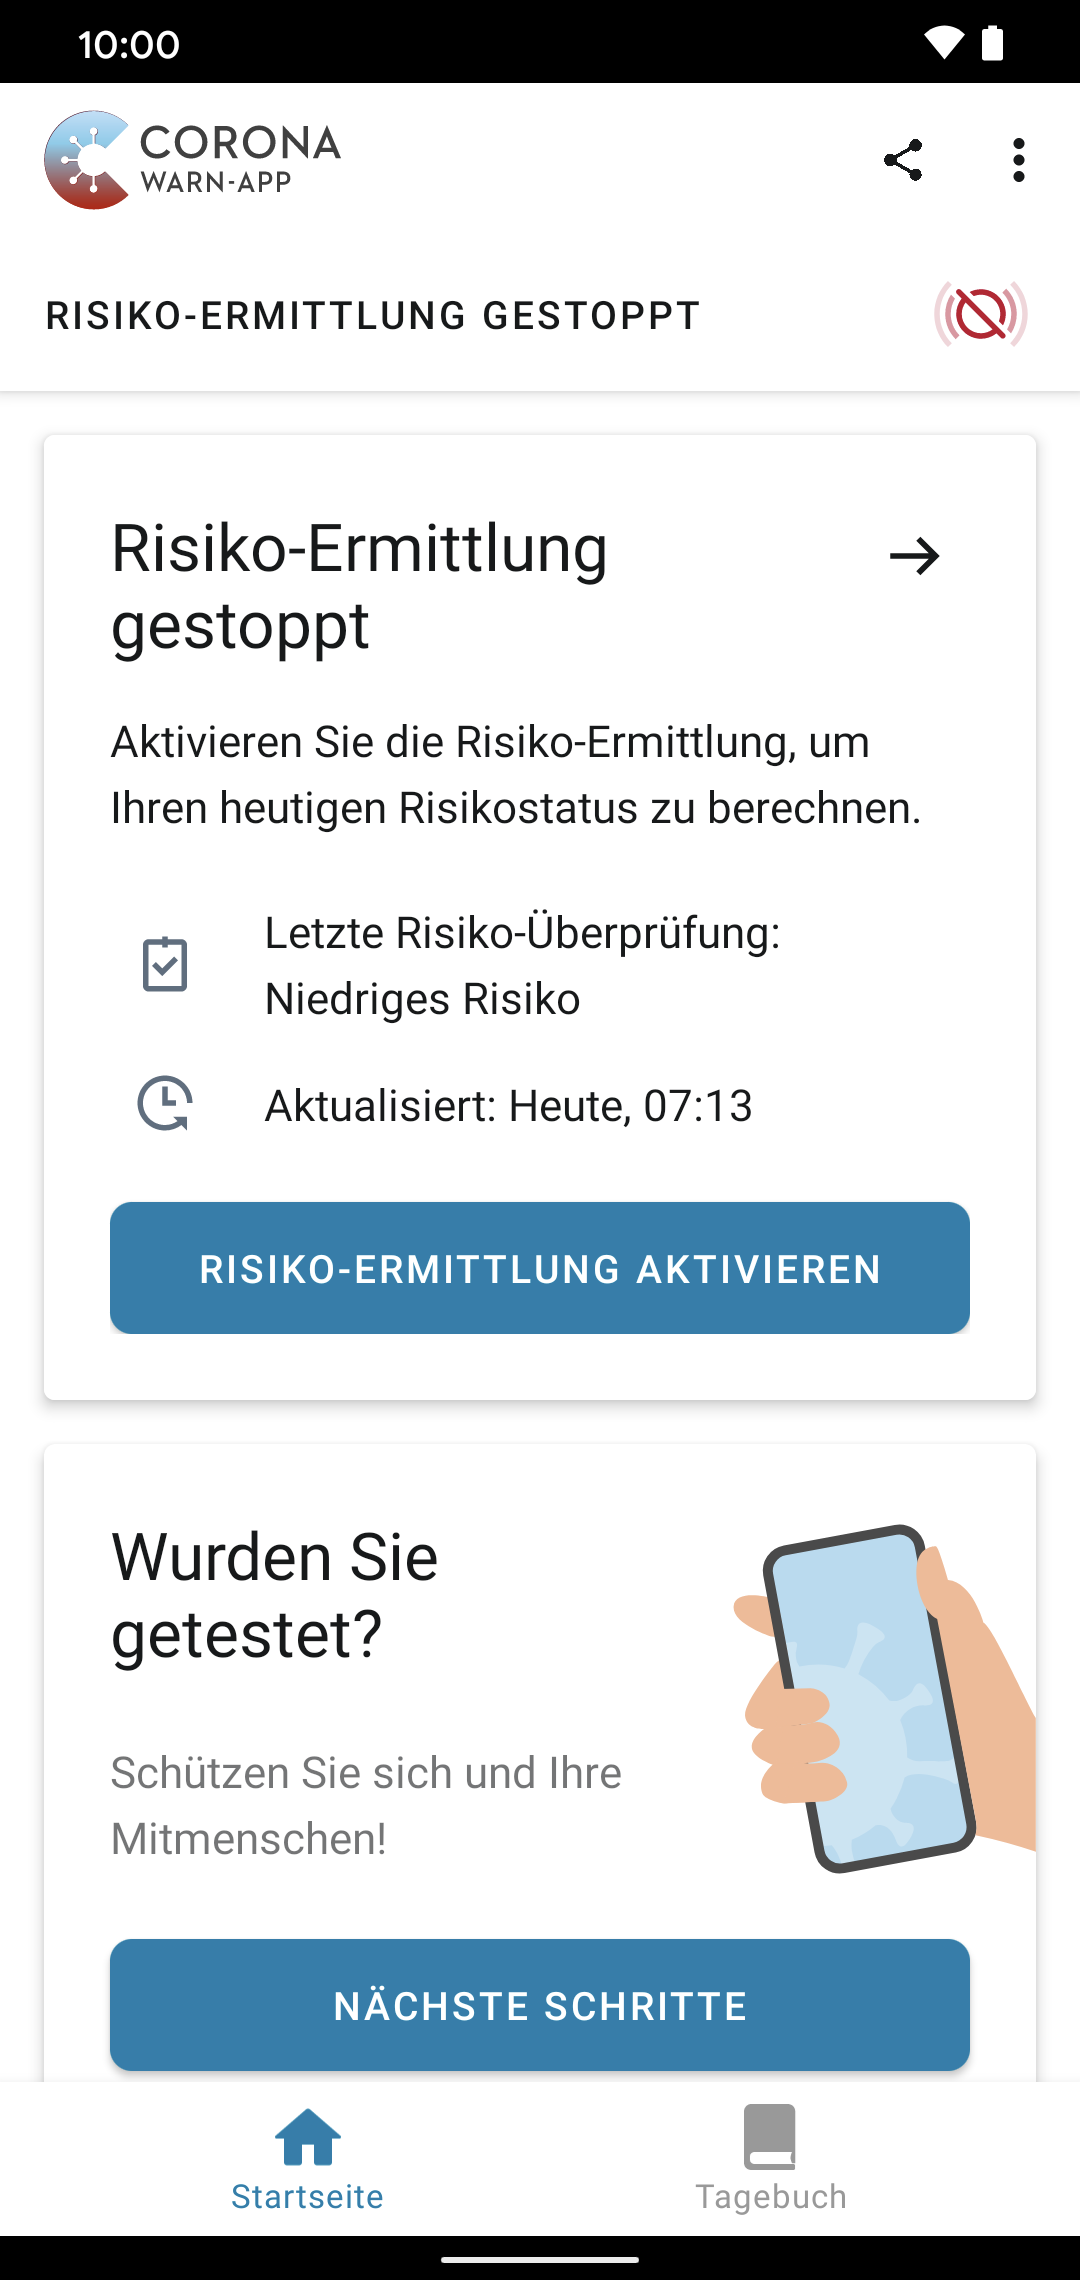 10:00
CORONA
WARN-APP
RISIKO-ERMITTLUNG GESTOPPT
Risiko-Ermittlung
gestoppt
Aktivieren Sie die Risiko-Ermittlung, um
Ihren heutigen Risikostatus zu berechnen.
Letzte Risiko-Überprüfung:
Niedriges Risiko
Aktualisiert: Heute, 07:13
RISIKO-ERMITTLUNG AKTIVIEREN
Wurden Sie
getestet?
Schützen Sie sich und Ihre
Mitmenschen!
NÄCHSTE SCHRITTE
Startseite
Tagebuch